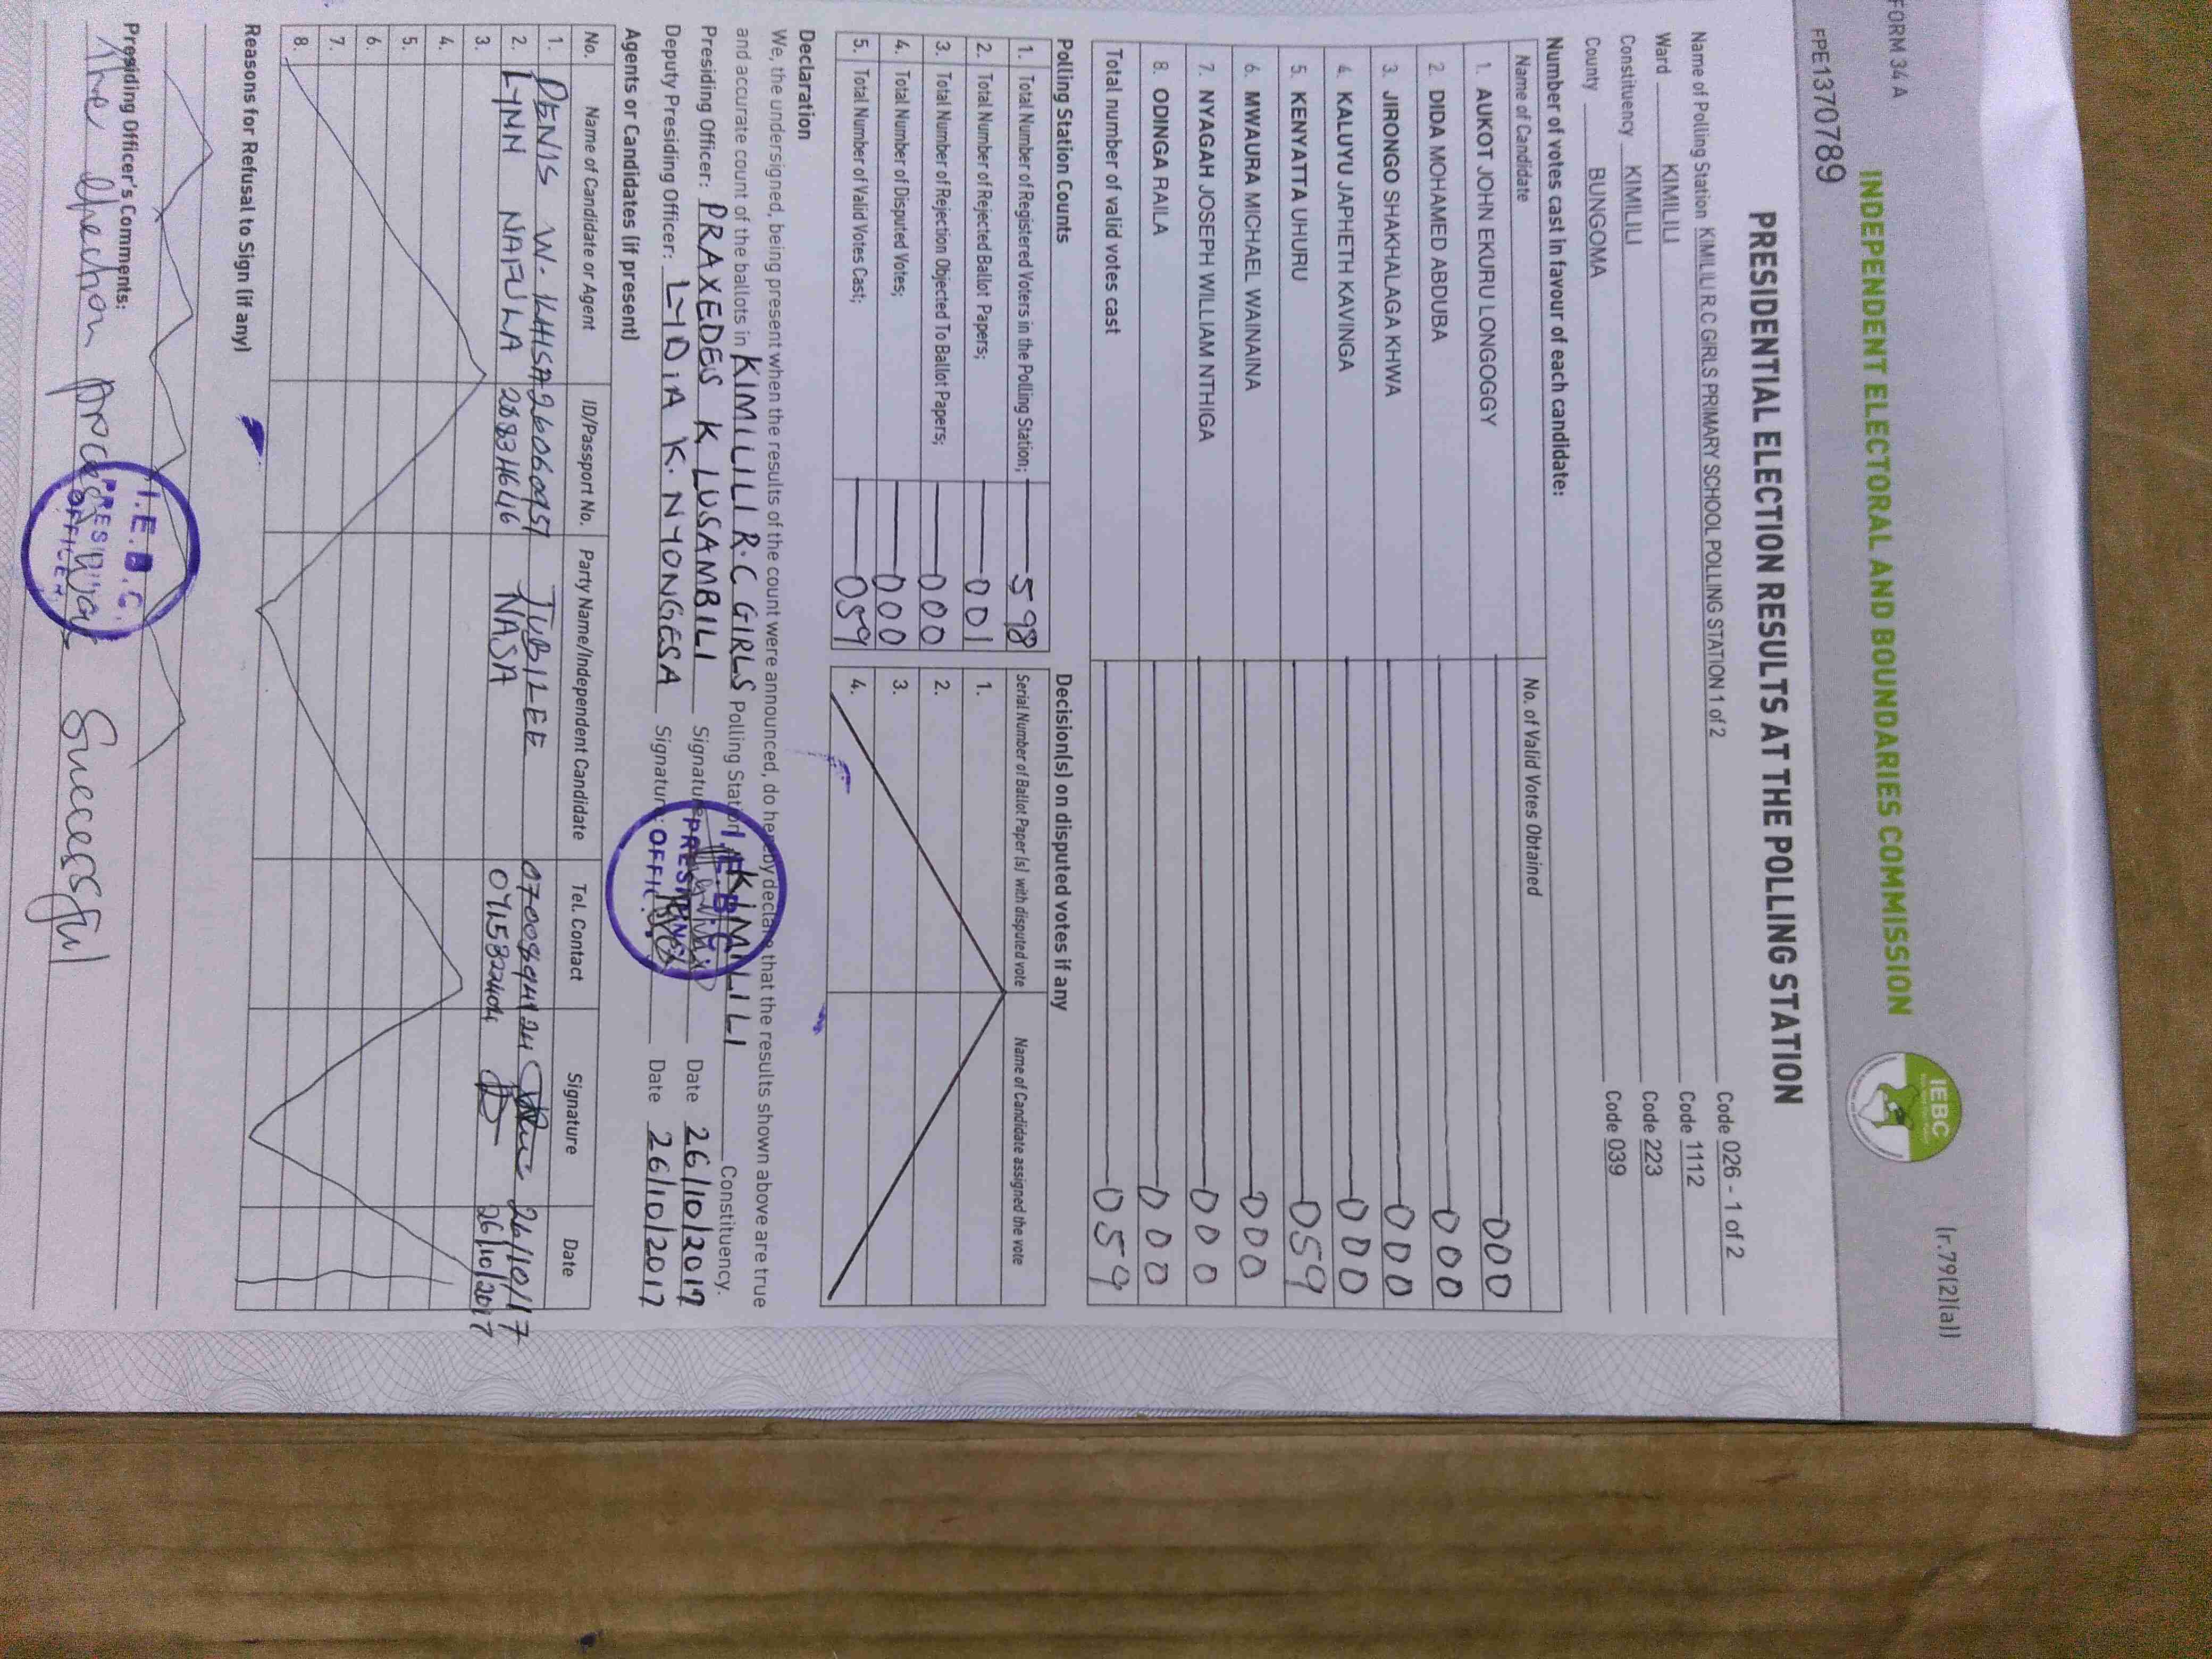 FORM 34 A
(r.79(2)(a))
INDEPENDENT ELECTORAL AND BOUNDARIES COMMISSION
IEBC
FPE1370789
PRESIDENTIAL ELECTION RESULTS AT THE POLLING STATION
Name of Polling Station KIMILILI R C GIRLS PRIMARY SCHOOL POLLING STATION 1 of 2 Code 026 - 1 of 2
Ward KIMILILI Code 1112
Constituency KIMILILI Code 223
County BUNGOMA Code 039
Number of votes cast in favour of each candidate:
Name of Candidate No. of Valid Votes Obtained
1. AUKOT JOHN EKURU LONGOGGY 000
2. DIDA MOHAMED ABDUBA 000
3. JIRONGO SHAKHALAGA KHWA 000
4. KALUYU JAPHETH KAVINGA 000
5. KENYATTA UHURU 059
6. MWAURA MICHAEL WAINAINA 000
7. NYAGAH JOSEPH WILLIAM NTHIGA 000
8. ODINGA RAILA 000
Total number of valid votes cast 059
Polling Station Counts
1. Total Number of Registered Voters in the Polling Station; 598
2. Total Number of Rejected Ballot Papers; 001
3. Total Number of Rejection Objected To Ballot Papers; 000
4. Total Number of Disputed Votes; 000
5. Total Number of Valid Votes Cast; 059
Decision(s) on disputed votes if any
Serial Number of Ballot Paper (s) with disputed vote Name of Candidate assigned the vote
1.
2.
3.
4.
Declaration
We, the undersigned, being present when the results of the count were announced, do hereby declare that the results shown above are true
and accurate count of the ballots in KIMILILI R.C GIRLS Polling Station, KIMILILI Constituency.
Presiding Officer: PRAXEDES K LUSAMBILI Signature: Date 26/10/2017
Deputy Presiding Officer: LYDIA K. NYONGESA Signature: Date 26/10/2017
I.E.B.C.
PRESIDING
OFFICER
Agents or Candidates (if present)
No. Name of Candidate or Agent ID/Passport No. Party Name/Independent Candidate Tel. Contact Signature Date
1. DENIS W. KHISA 26060951 JUBILEE 26/10/17
2. LYNN NAFULA NASA 26/10/2017
3.
4.
5.
6.
7.
8.
Reasons for Refusal to Sign (if any)
Presiding Officer's Comments:
The election process was Successful
I.E.B.C.
PRESIDING
OFFICER